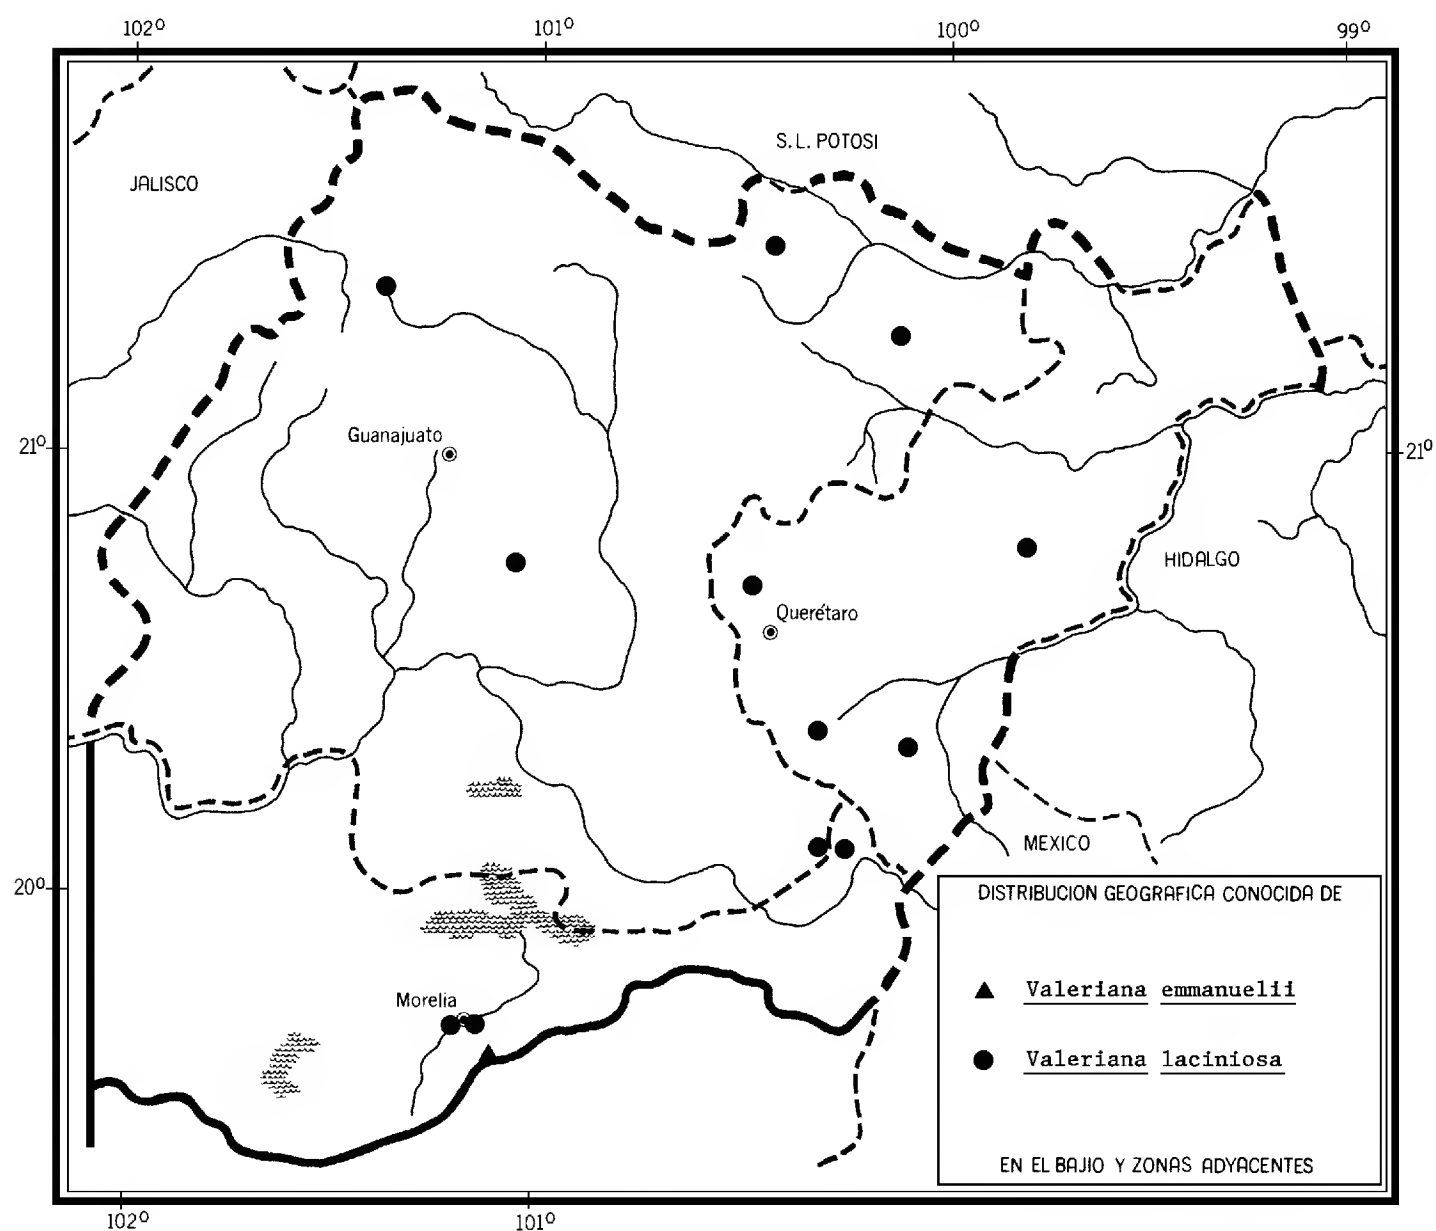 102º 101º 100º 99º
S.L. POTOSI
JALISCO
Guanajuato
21º 21º
HIDALGO
Querétaro
MEXICO
20º
DISTRIBUCION GEOGRAFICA CONOCIDA DE
Valeriana emmanuelii
Morelia
Valeriana laciniosa
EN EL BAJIO Y ZONAS ADYACENTES
102º 101º